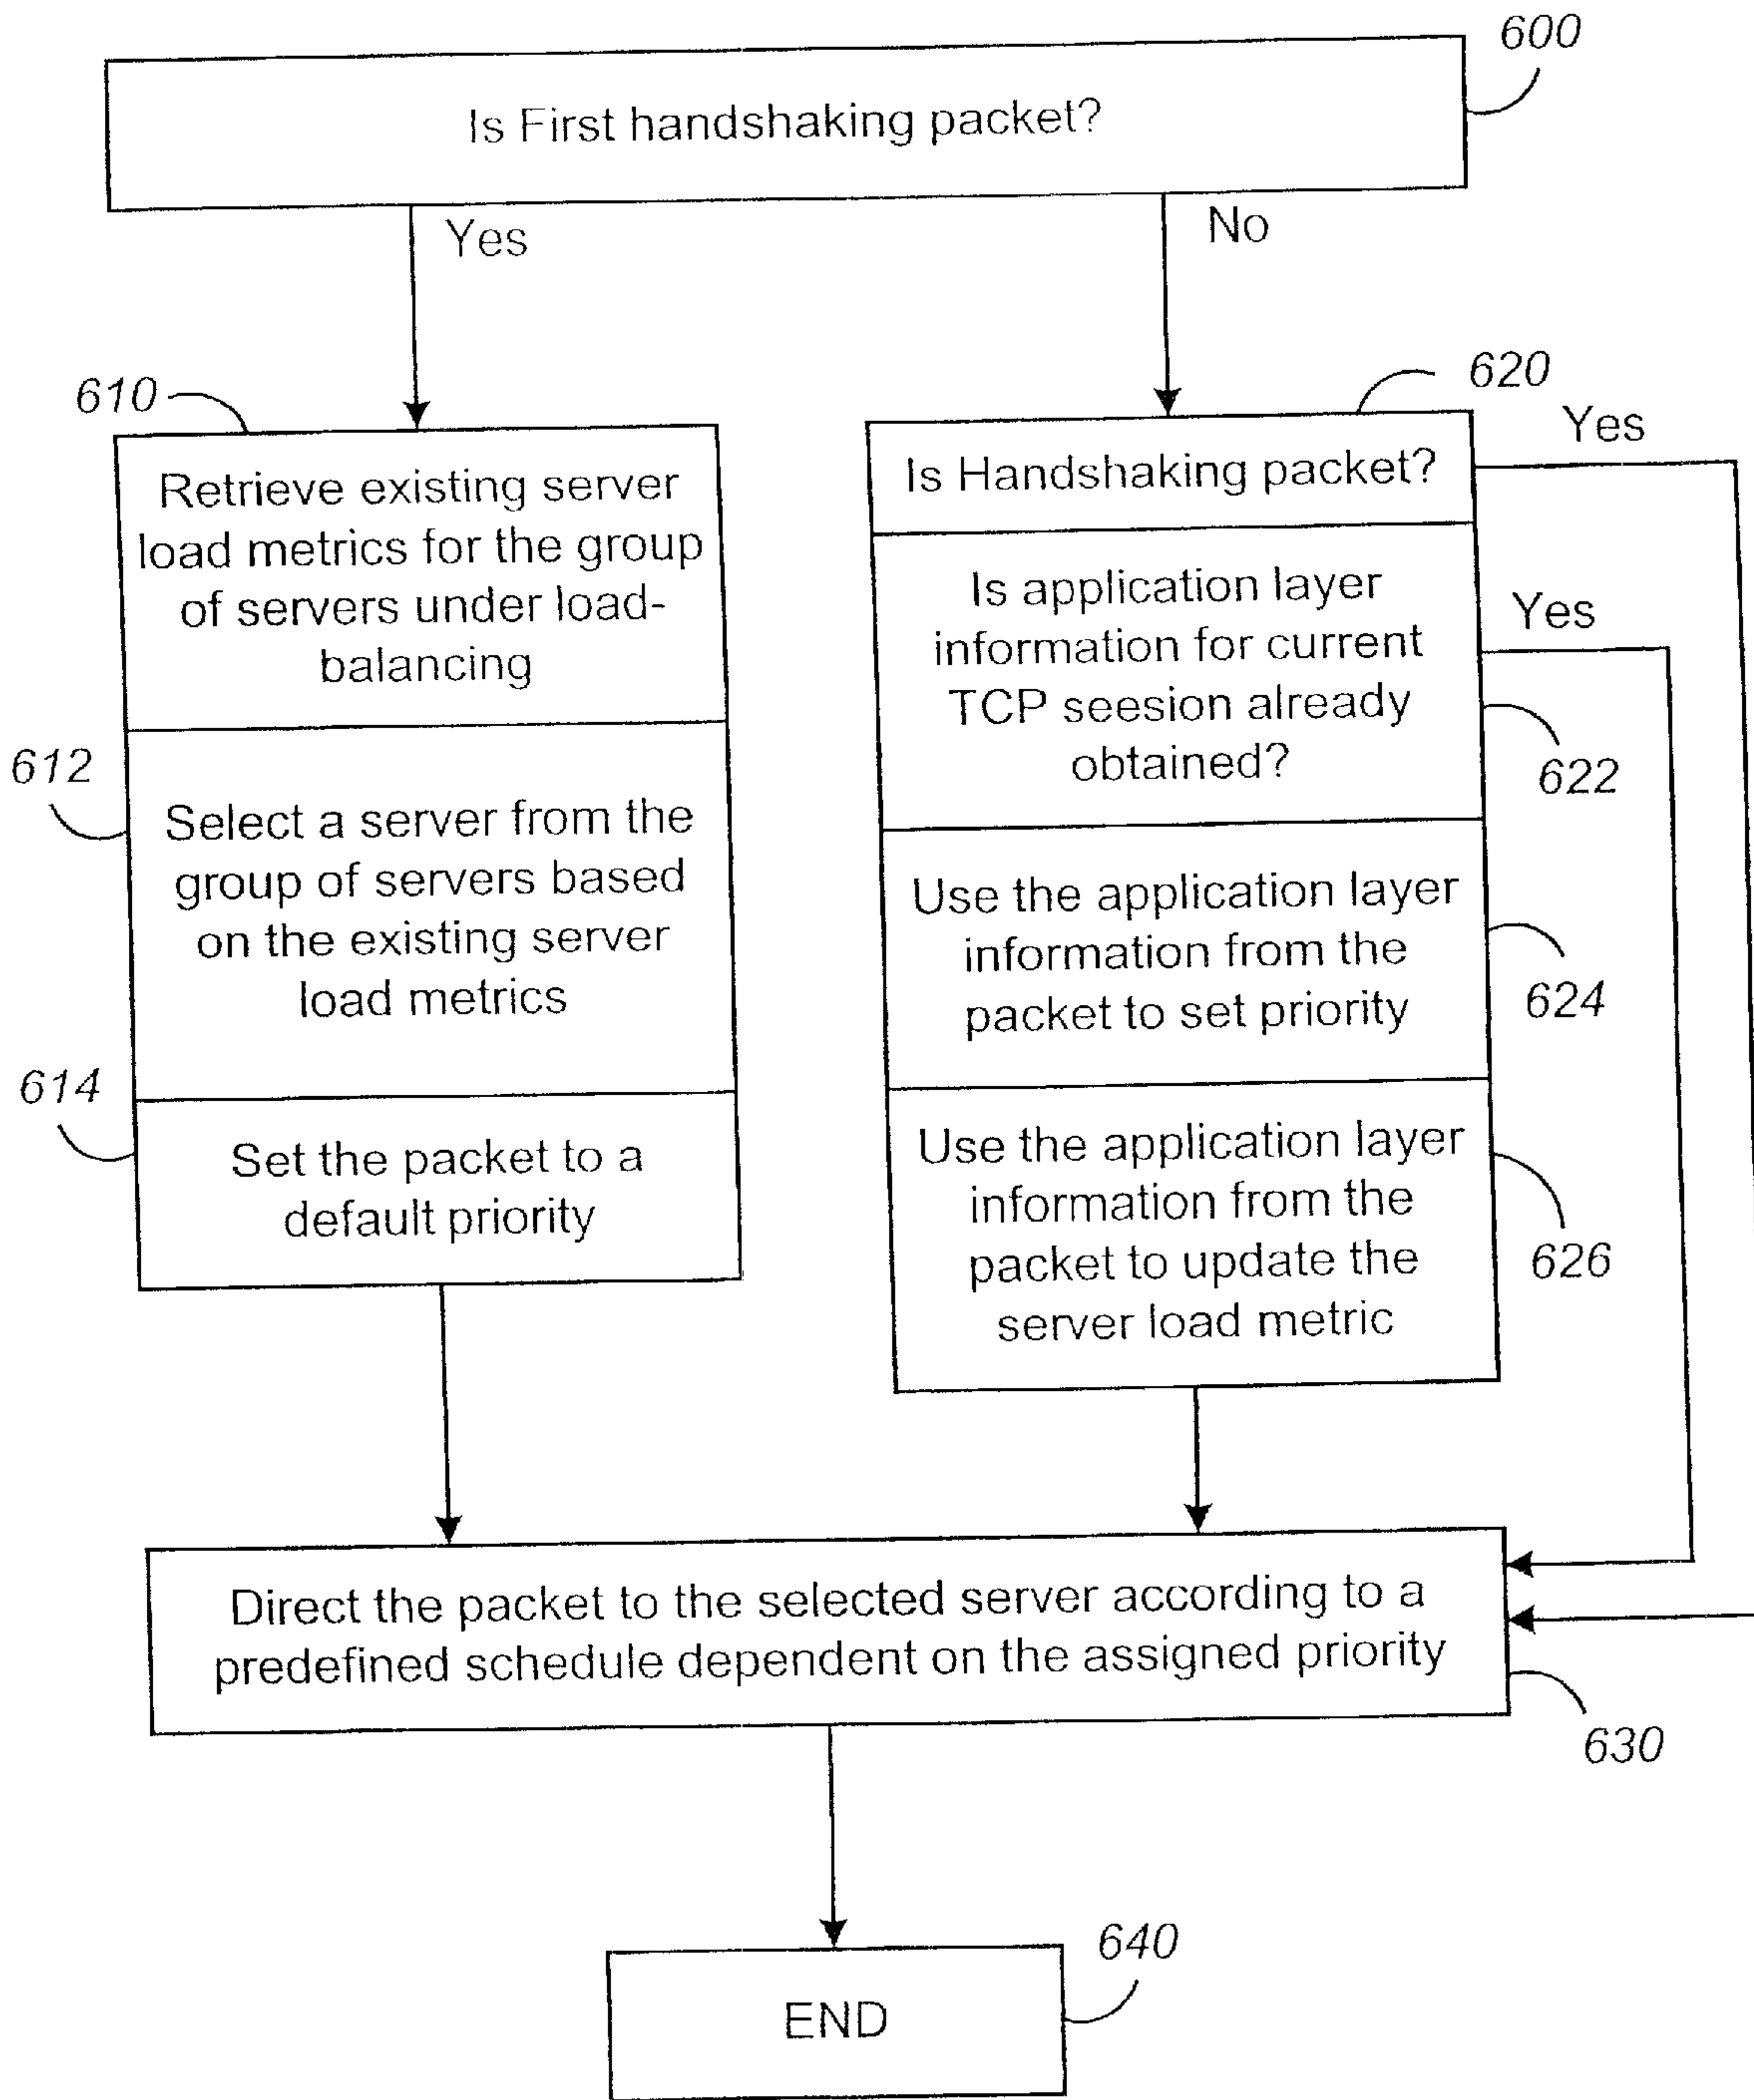 600
Is First handshaking packet?
Yes
No
610
Retrieve existing server
load metrics for the group
of servers under load-
balancing
612
Select a server from the
group of servers based
on the existing server
load metrics
614
Set the packet to a
default priority
620
Is Handshaking packet?
Yes
Is application layer
information for current
TCP seesion already
obtained?
Yes
622
Use the application layer
information from the
packet to set priority
624
Use the application layer
information from the
packet to update the
server load metric
626
Direct the packet to the selected server according to a
predefined schedule dependent on the assigned priority
630
640
END